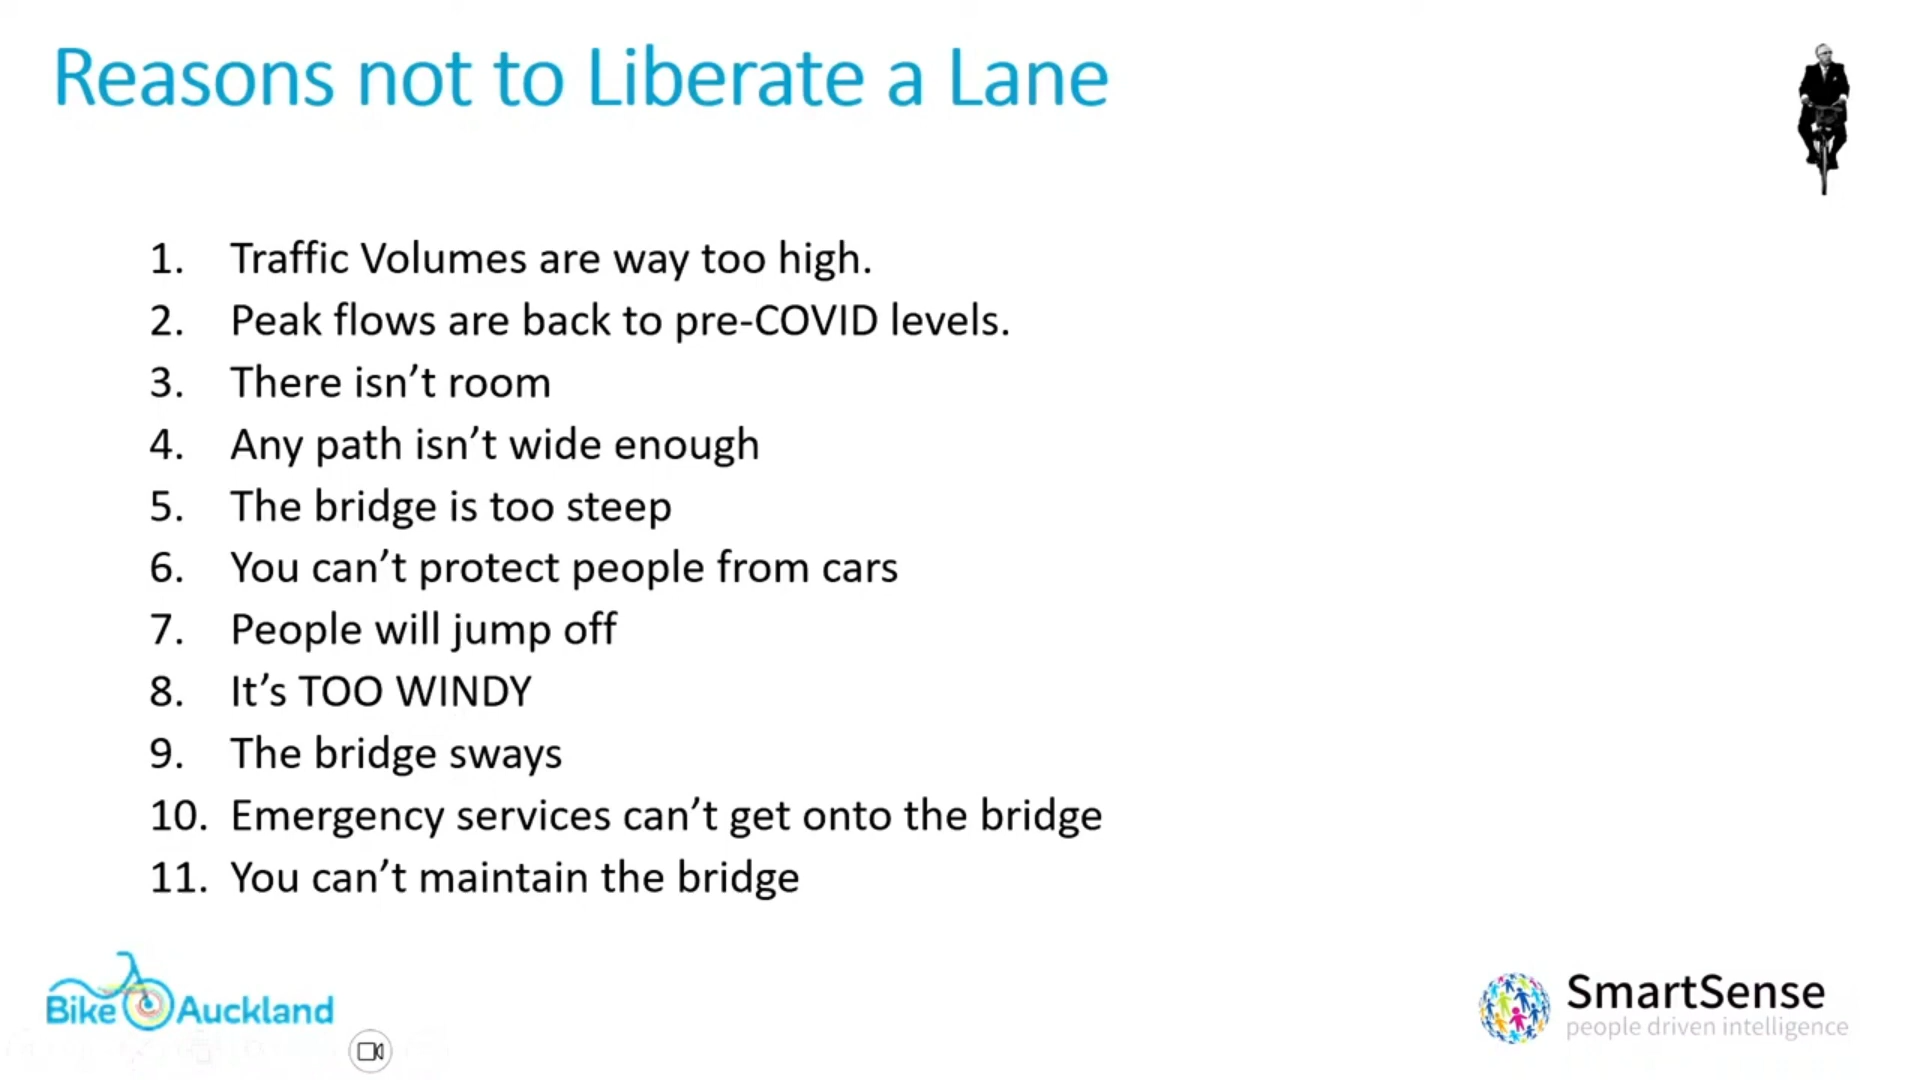 Reasons not to Liberate a Lane
1. Traffic Volumes are way too high.
2. Peak flows are back to pre-COVID levels.
3. There isn’t room
4. Any path isn’t wide enough
5. The bridge is too steep
6. You can’t protect people from cars
7. People will jump off
8. It’s TOO WINDY
9. The bridge sways
10. Emergency services can’t get onto the bridge
11. You can’t maintain the bridge
Bike Auckland
SmartSense
people driven intelligence